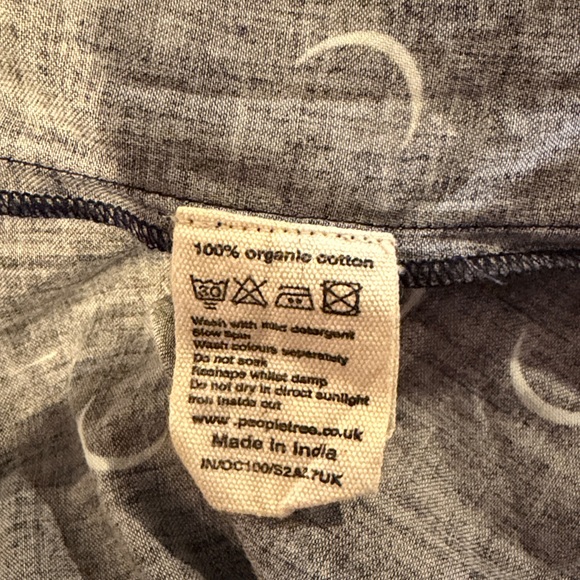 100% organic cotton
30
Wash with mild detergent
Slow Spin
Wash colours separately
Do not soak
Reshape whilst damp
Do not dry in direct sunlight
Iron inside out
www.peopletree.co.uk
Made in India